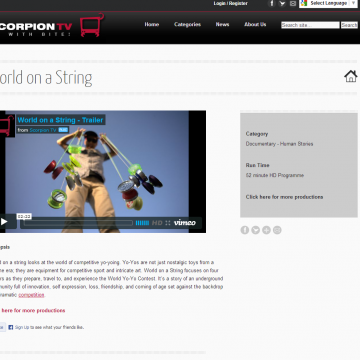 Login / Register
Select Language
CORPION TV
WITH BITE!
Home Categories News About Us
Search site... Search
orld on a String
World on a String - Trailer
from Scorpion TV
02:22
HD
vimeo
Category
Documentary - Human Stories
Run Time
52 minute HD Programme
Click here for more productions
opsis
d on a String looks at the world of competitive yo-yoing. Yo-Yos are not just nostalgic toys from a
e era; they are equipment for competitive sport and intricate art. World on a String focuses on four
rs as they prepare, travel to, and experience the World Yo-Yo Contest. It's a story of an underground
munity full of innovation, self expression, loss, friendship, and coming of age set against the backdrop
ramatic competition
here for more productions
Sign Up to see what your friends like.